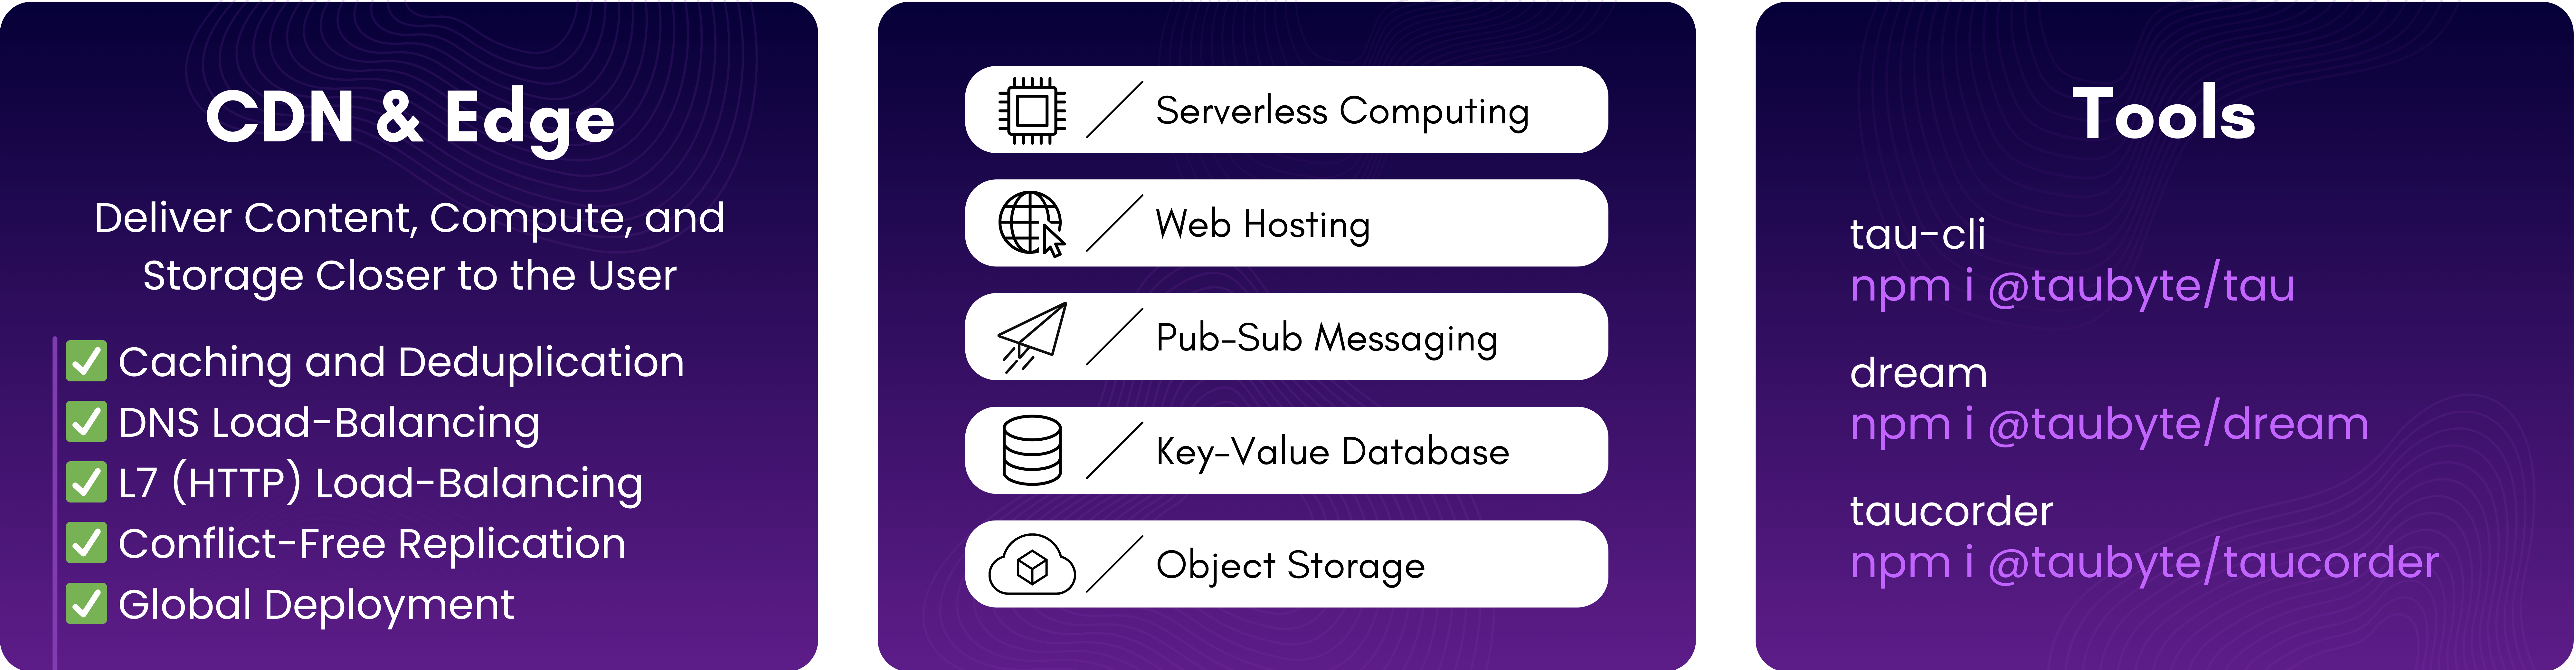 CDN & Edge
Deliver Content, Compute, and
Storage Closer to the User
✅ Caching and Deduplication
✅ DNS Load-Balancing
✅ L7 (HTTP) Load-Balancing
✅ Conflict-Free Replication
✅ Global Deployment
Serverless Computing
Web Hosting
Pub-Sub Messaging
Key-Value Database
Object Storage
Tools
tau-cli
npm i @taubyte/tau
dream
npm i @taubyte/dream
taucorder
npm i @taubyte/taucorder